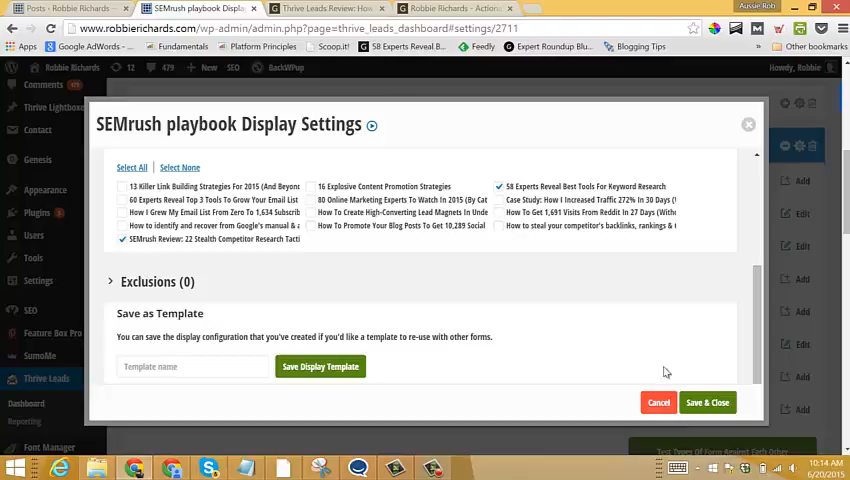 Aussie Rob
Posts - Robbie Richards
SEMrush playbook Displa
Thrive Leads Review: How
Robbie Richards - Action
www.robbierichards.com/wp-admin/admin.php?page=thrive_leads_dashboard#settings/2711
Apps
Bookmarks
Google AdWords -
Fundamentals
Platform Principles
Scoop.it!
58 Experts Reveal B...
Feedly
Expert Roundup Blu...
Blogging Tips
Other bookmarks
Robbie Richards
12
479
New
SEO
BackWPup
Howdy, Robbie
Comments 479
Thrive Lightbox
Contact
Genesis
Appearance
Plugins
Users
Tools
Settings
SEO
Feature Box Pro
SumoMe
Thrive Leads
Dashboard
Reporting
Font Manager
SEMrush playbook Display Settings
Select All | Select None
13 Killer Link Building Strategies For 2015 (And Beyon
16 Explosive Content Promotion Strategies
58 Experts Reveal Best Tools For Keyword Research
60 Experts Reveal Top 3 Tools To Grow Your Email List
80 Online Marketing Experts To Watch In 2015 (By Cat
Case Study: How I Increased Traffic 272% In 30 Days (
How I Grew My Email List From Zero To 1,634 Subscrib
How To Create High-Converting Lead Magnets In Unde
How To Get 1,691 Visits From Reddit In 27 Days (With
How to identify and recover from Google's manual &
How To Promote Your Blog Posts To Get 10,289 Social
How to steal your competitor's backlinks, rankings & t
SEMrush Review: 22 Stealth Competitor Research Tacti
Exclusions (0)
Save as Template
You can save the display configuration that you've created if you'd like a template to re-use with other forms.
Template name
Save Display Template
Cancel
Save & Close
Add
Edit
Edit
Add
Add
Edit
Add
Add
Test Types Of Form Against Each Other
10:14 AM
6/20/2015